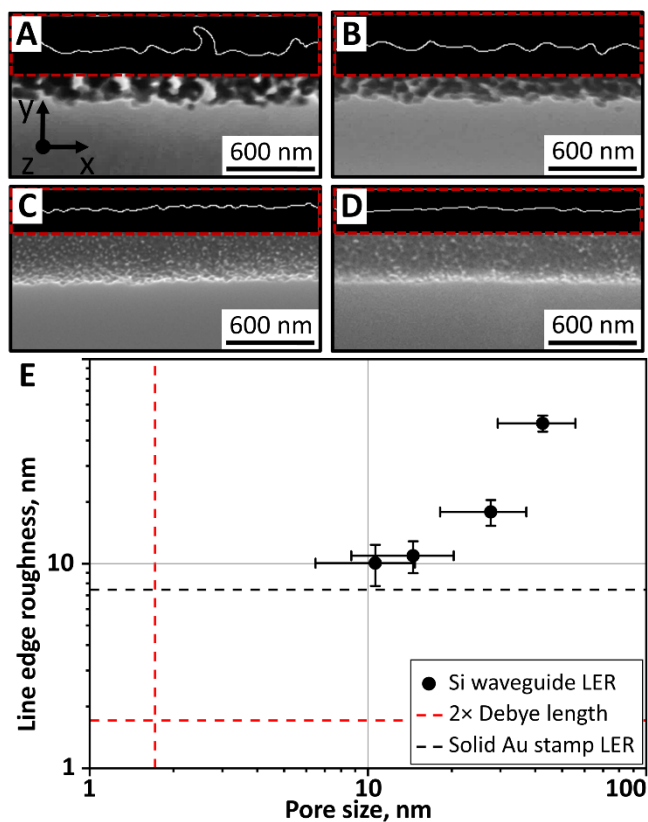 A
B
y
z
x
600 nm
600 nm
C
D
600 nm
600 nm
E
Line edge roughness, nm
10
1
Si waveguide LER
2× Debye length
Solid Au stamp LER
1
10
100
Pore size, nm